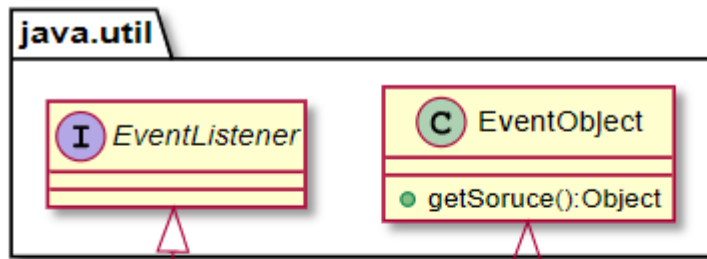 java.util
I EventListener
C EventObject
getSoruce():Object